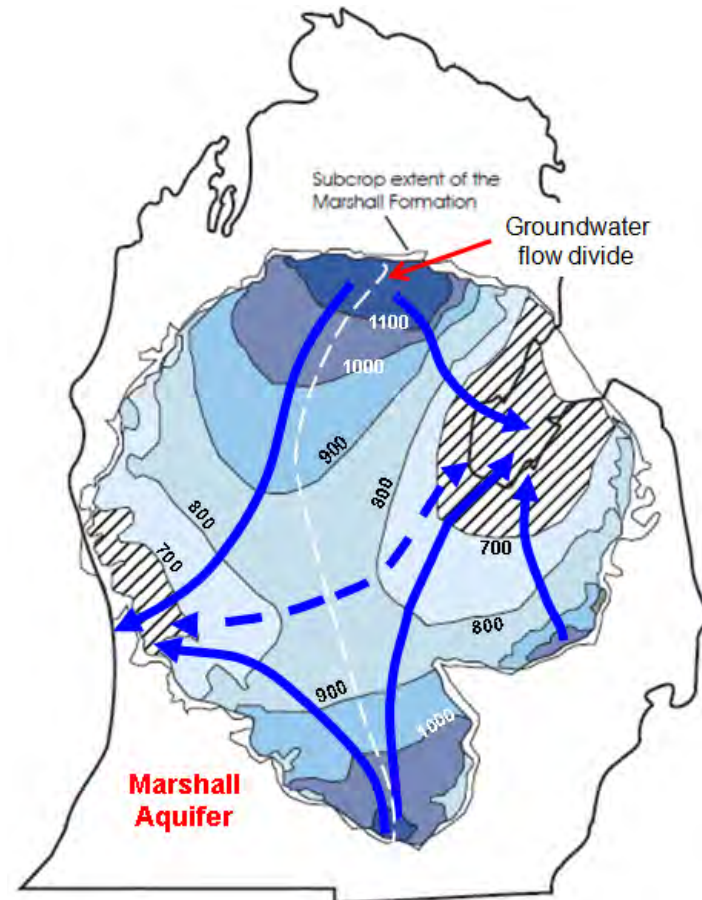 Subcrop extent of the
Marshall Formation
Groundwater
flow divide
1100
1000
900
800
800
700
700
800
900
1000
Marshall
Aquifer